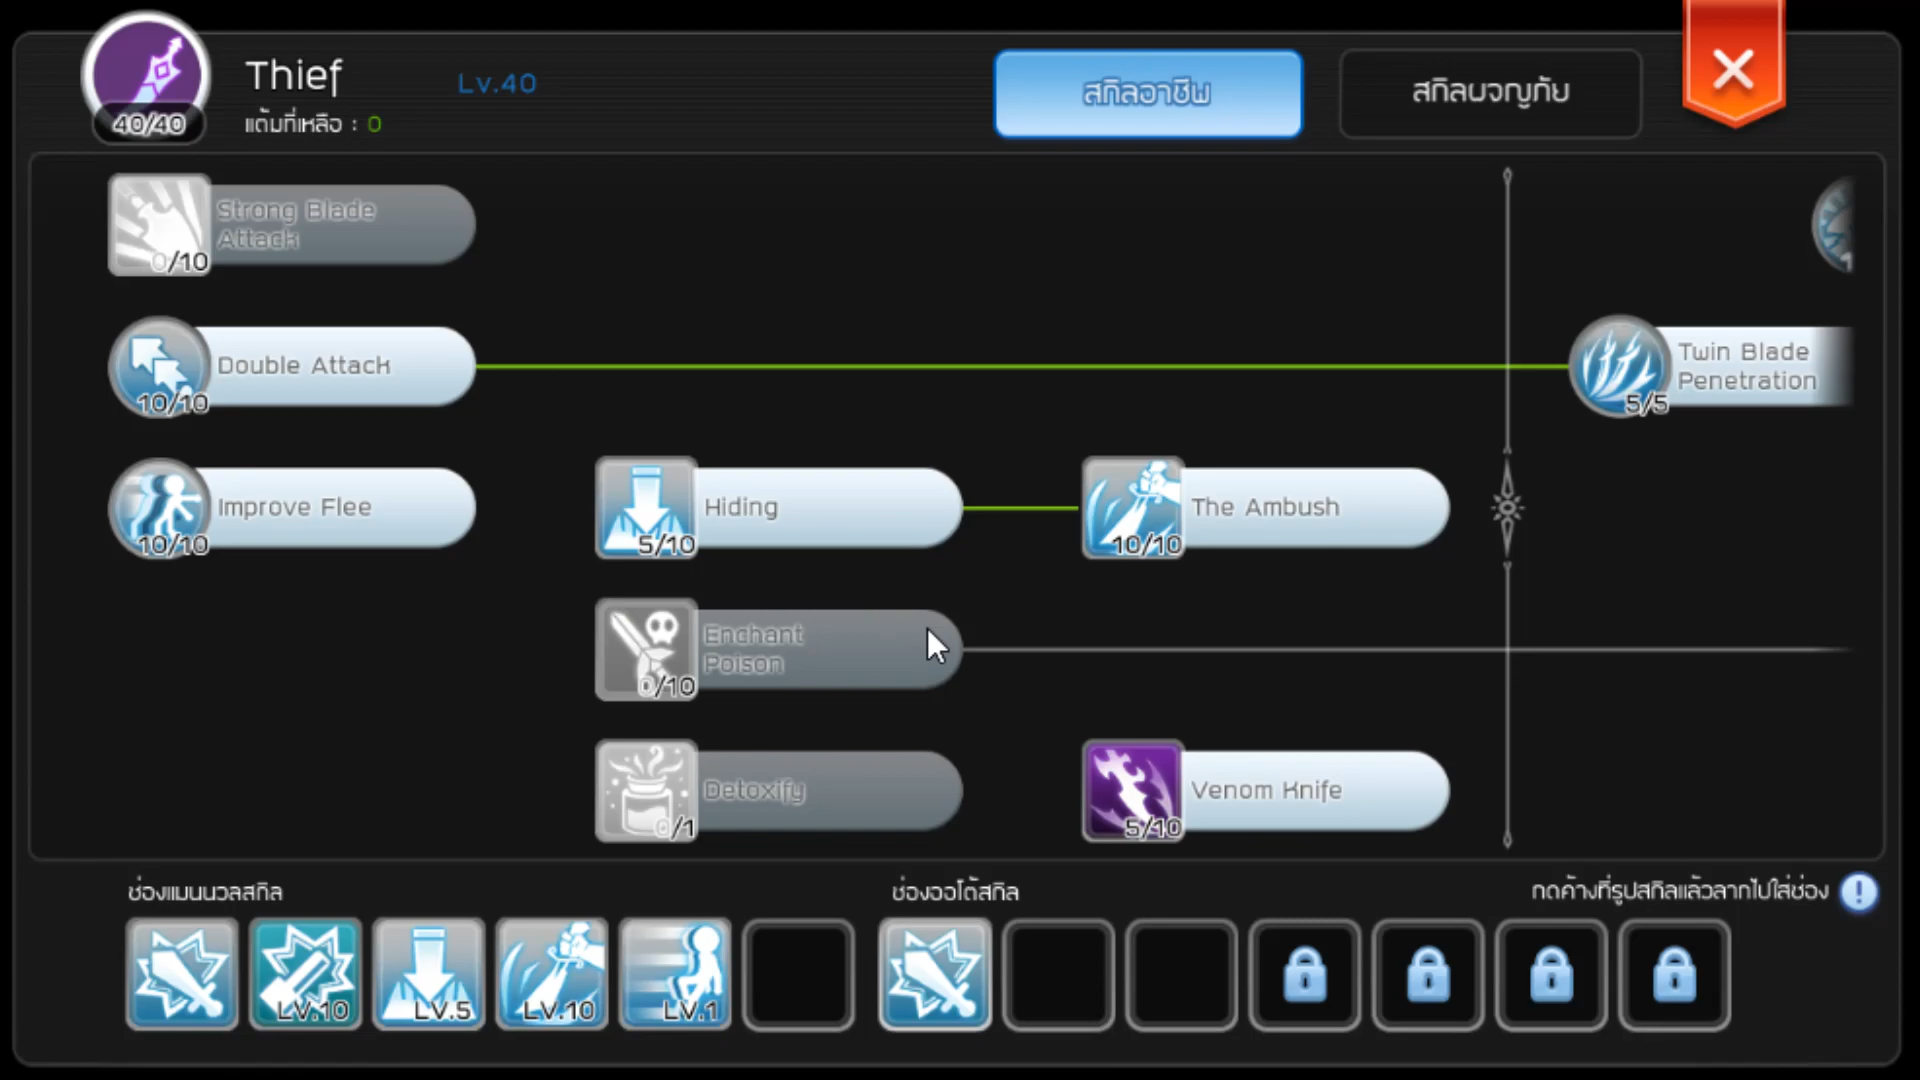 Thief
Lv.40
40/40
แต้มที่เหลือ : 0
สกิลอาชีพ
สกิลผจญภัย
Strong Blade
Attack
0/10
Double Attack
10/10
Twin Blade
Penetration
5/5
Improve Flee
10/10
Hiding
5/10
The Ambush
10/10
Enchant
Poison
0/10
Detoxify
0/1
Venom Knife
5/10
ช่องแมนนวลสกิล
ช่องออโต้สกิล
กดค้างที่รูปสกิลแล้วลากไปใส่ช่อง
LV.10
LV.5
LV.10
LV.1